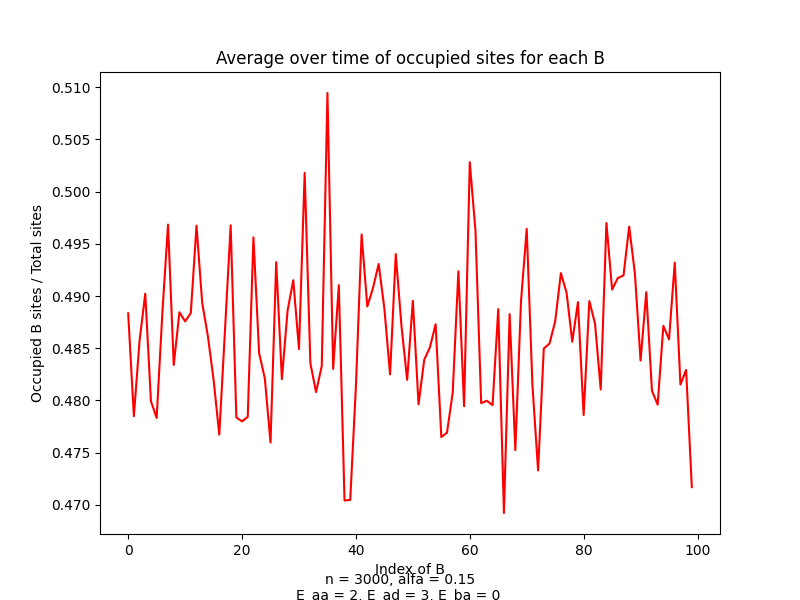 Average over time of occupied sites for each B
Occupied B sites / Total sites
0.510
0.505
0.500
0.495
0.490
0.485
0.480
0.475
0.470
0 20 40 60 80 100
Index of B
n = 3000, alfa = 0.15
E_aa = 2, E_ad = 3, E_ba = 0